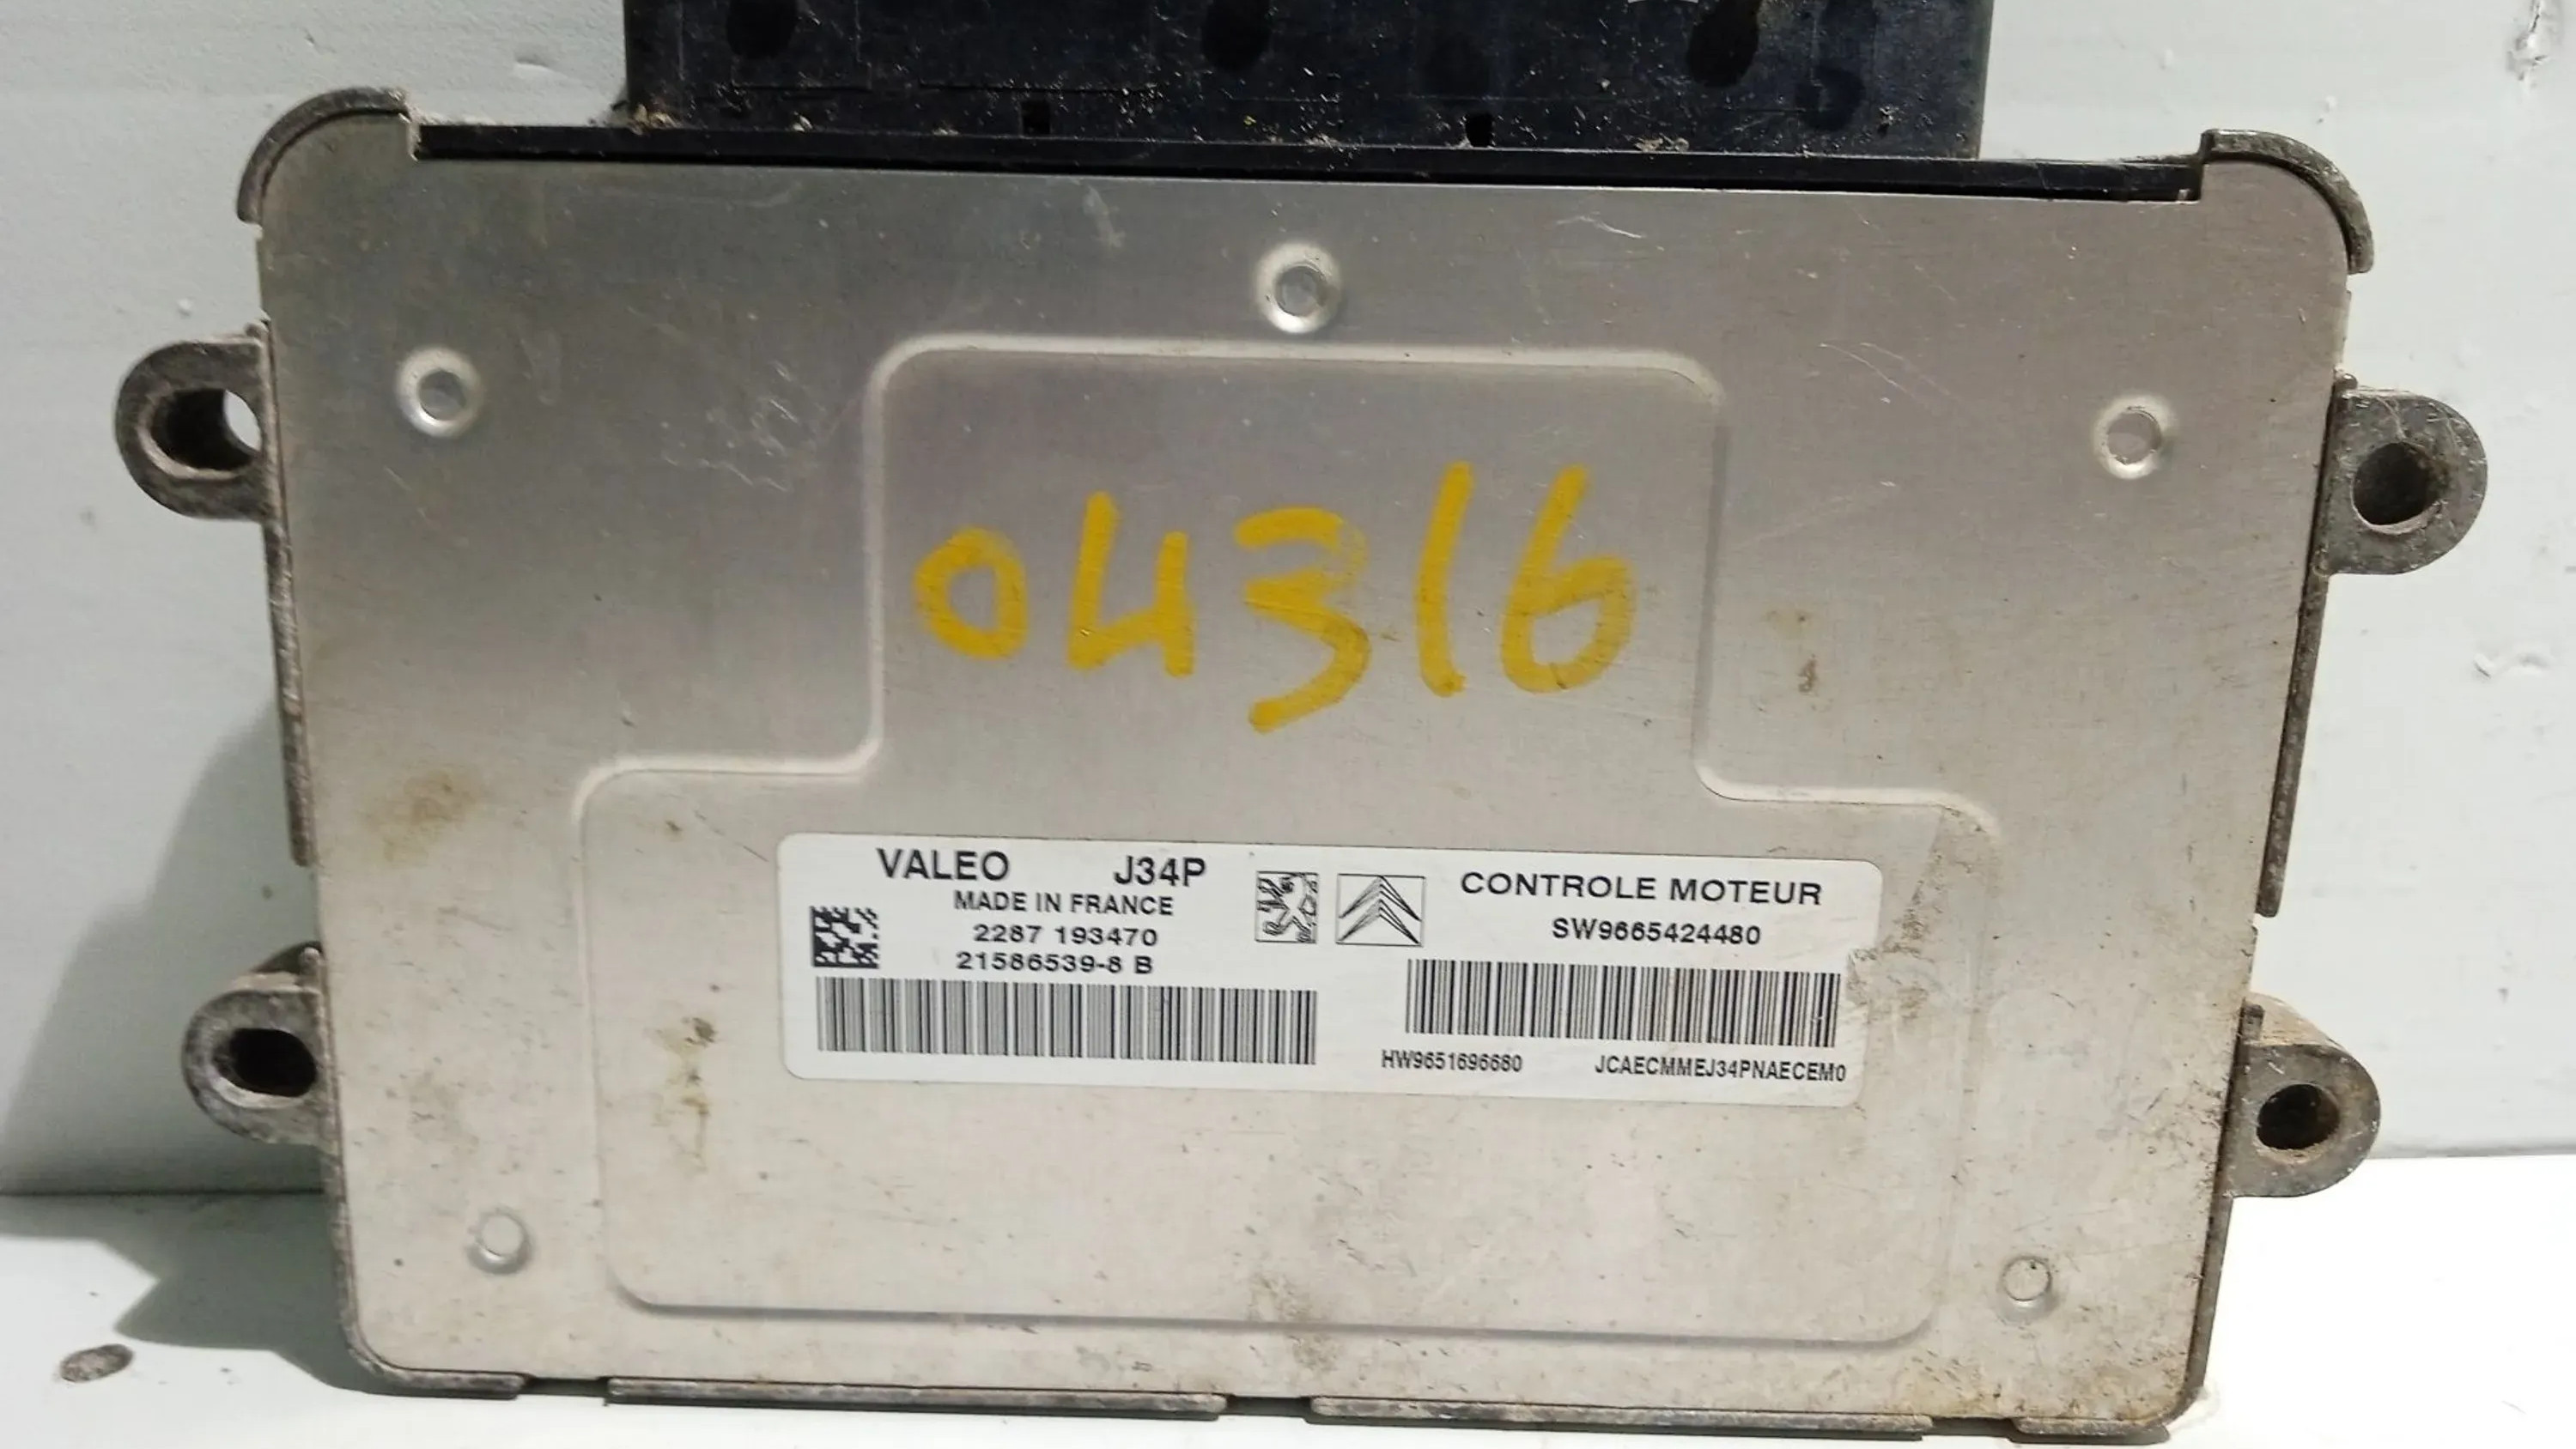 04316
VALEO J34P
MADE IN FRANCE
2287 193470
21586539-8 B
CONTROLE MOTEUR
SW9665424480
HW9651696680 JCAECMMEJ34PNAECEM0